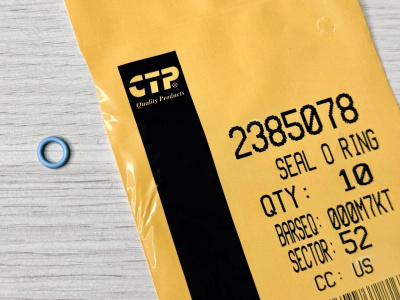 CTP®
Quality Products
2385078
SEAL O RING
QTY: 10
BARSEQ: 000M7KT
SECTOR: 52
CC: US